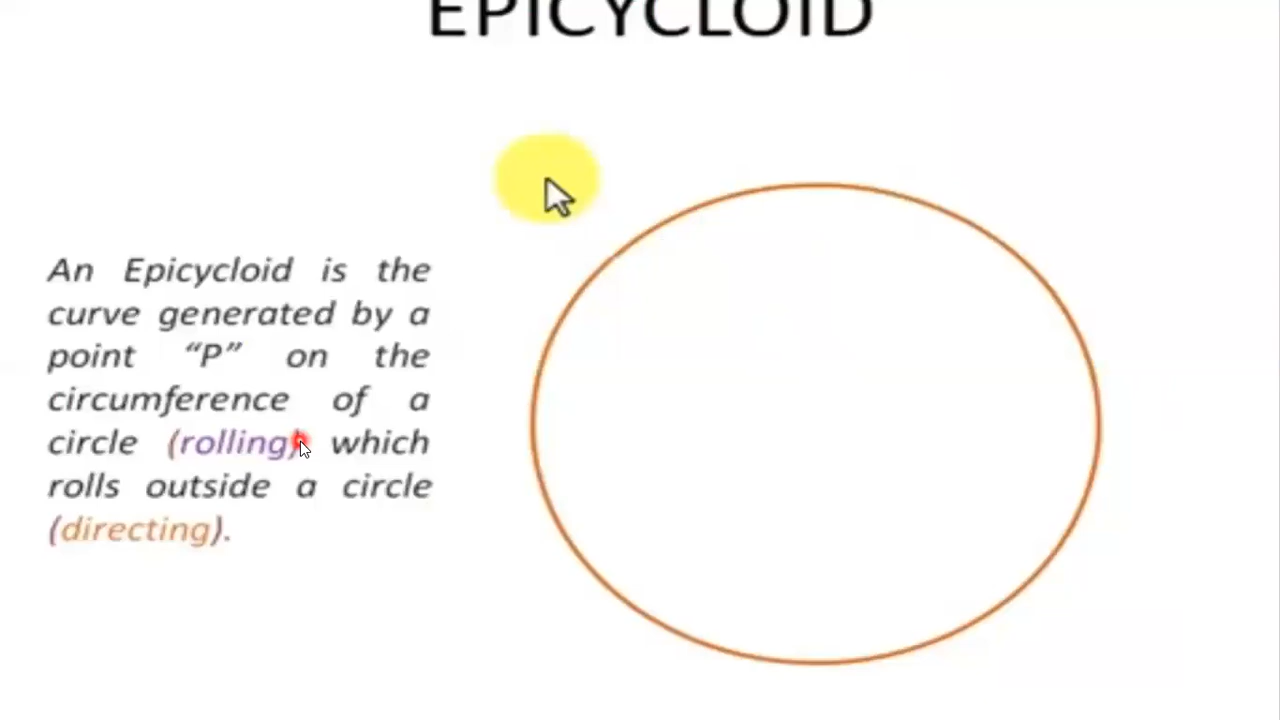 EPICYCLOID
An Epicycloid is the
curve generated by a
point “P” on the
circumference of a
circle (rolling) which
rolls outside a circle
(directing).